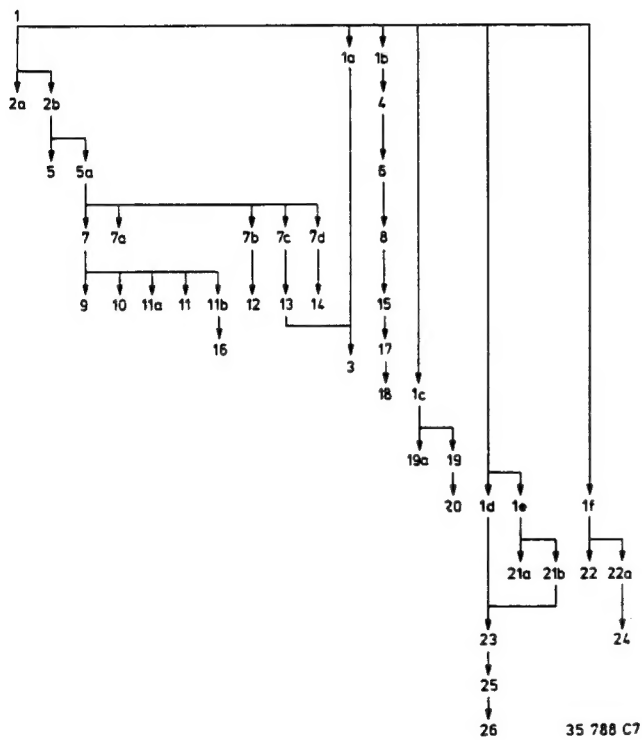 1
1a 1b
2a 2b 4
5 5a 6
7 7a 7b 7c 7d 8
9 10 11a 11 11b 12 13 14 15
16 3 17
18 1c
19a 19
20 1d 1e 1f
21a 21b 22 22a
23 24
25
26 35 788 C7